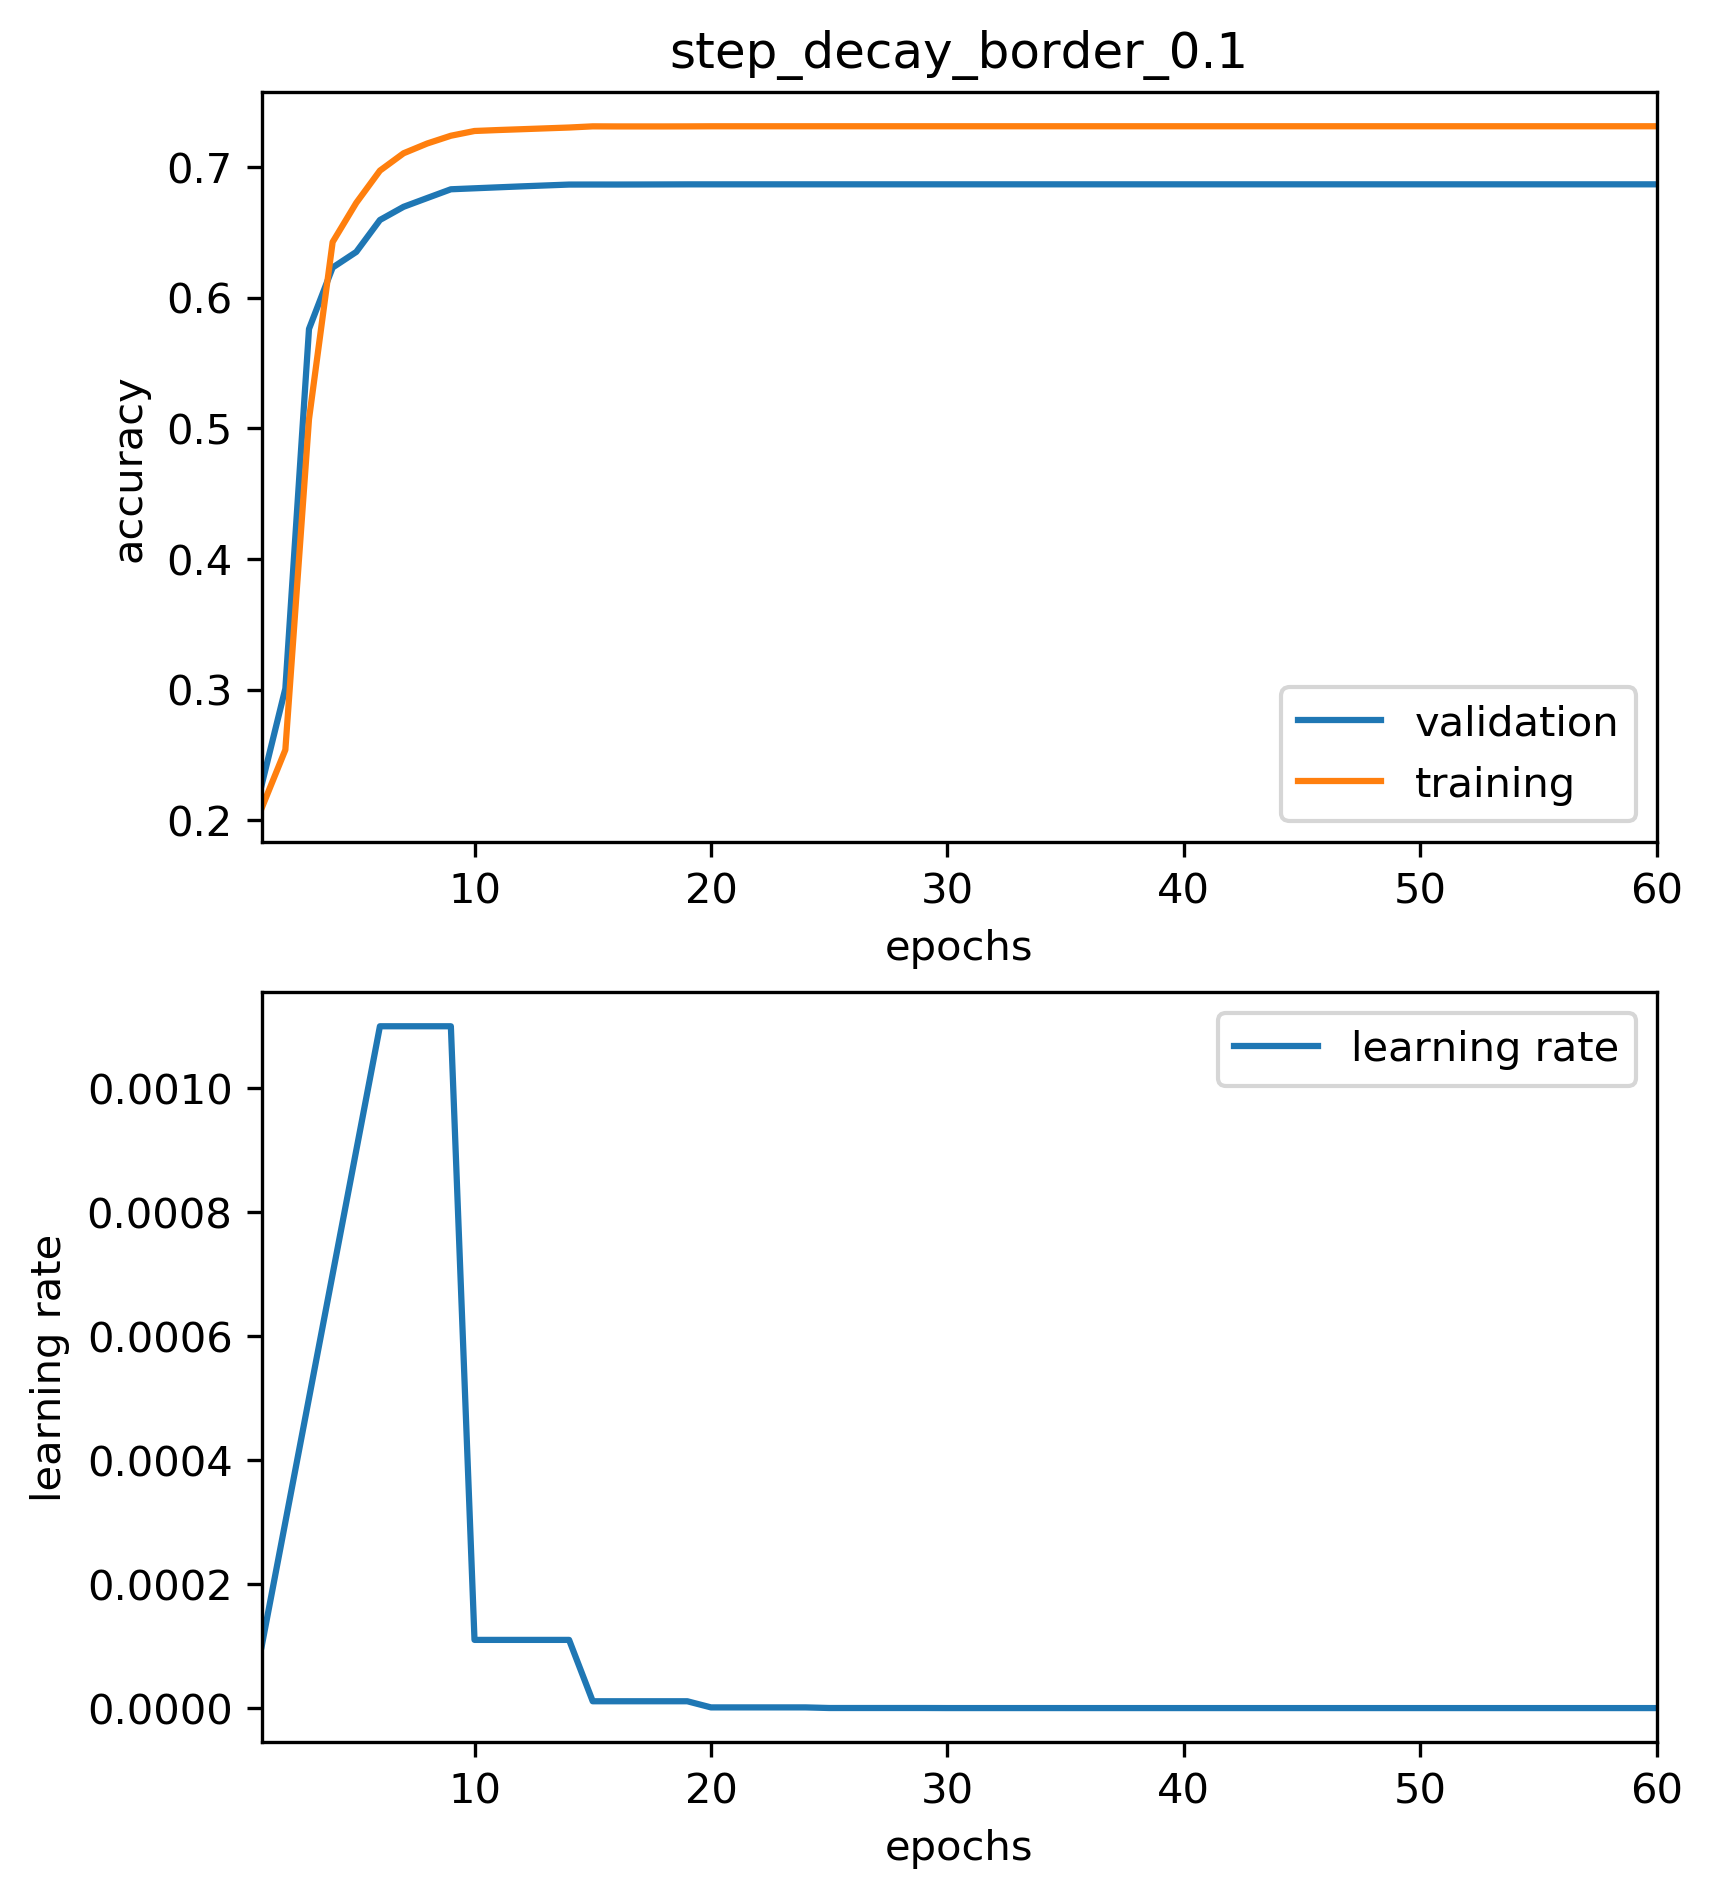 step_decay_border_0.1
0.7
0.6
0.5
0.4
0.3
0.2
accuracy
validation
training
10 20 30 40 50 60
epochs
learning rate
0.0010
0.0008
0.0006
0.0004
0.0002
0.0000
learning rate
10 20 30 40 50 60
epochs